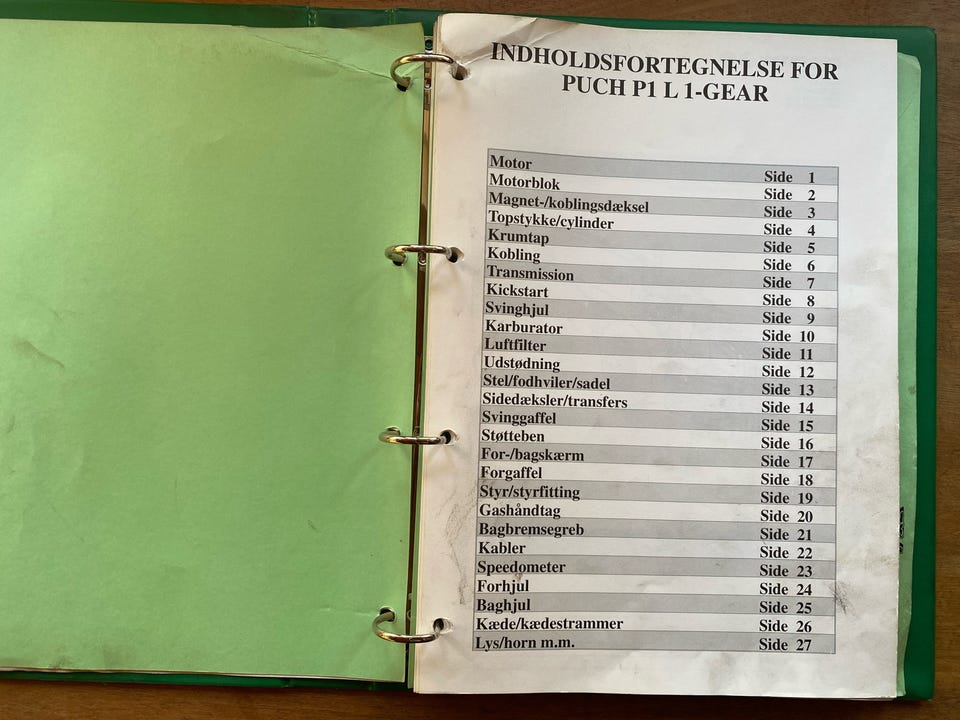 INDHOLDSFORTEGNELSE FOR
PUCH P1 L 1-GEAR
Motor Side 1
Motorblok Side 2
Magnet-/koblingsdæksel Side 3
Topstykke/cylinder Side 4
Krumtap Side 5
Kobling Side 6
Transmission Side 7
Kickstart Side 8
Svinghjul Side 9
Karburator Side 10
Luftfilter Side 11
Udstødning Side 12
Stel/fodhviler/sadel Side 13
Sidedæksler/transfers Side 14
Svinggaffel Side 15
Støtteben Side 16
For-/bagskærm Side 17
Forgaffel Side 18
Styr/styrfitting Side 19
Gashåndtag Side 20
Bagbremsegreb Side 21
Kabler Side 22
Speedometer Side 23
Forhjul Side 24
Baghjul Side 25
Kæde/kædestrammer Side 26
Lys/horn m.m. Side 27